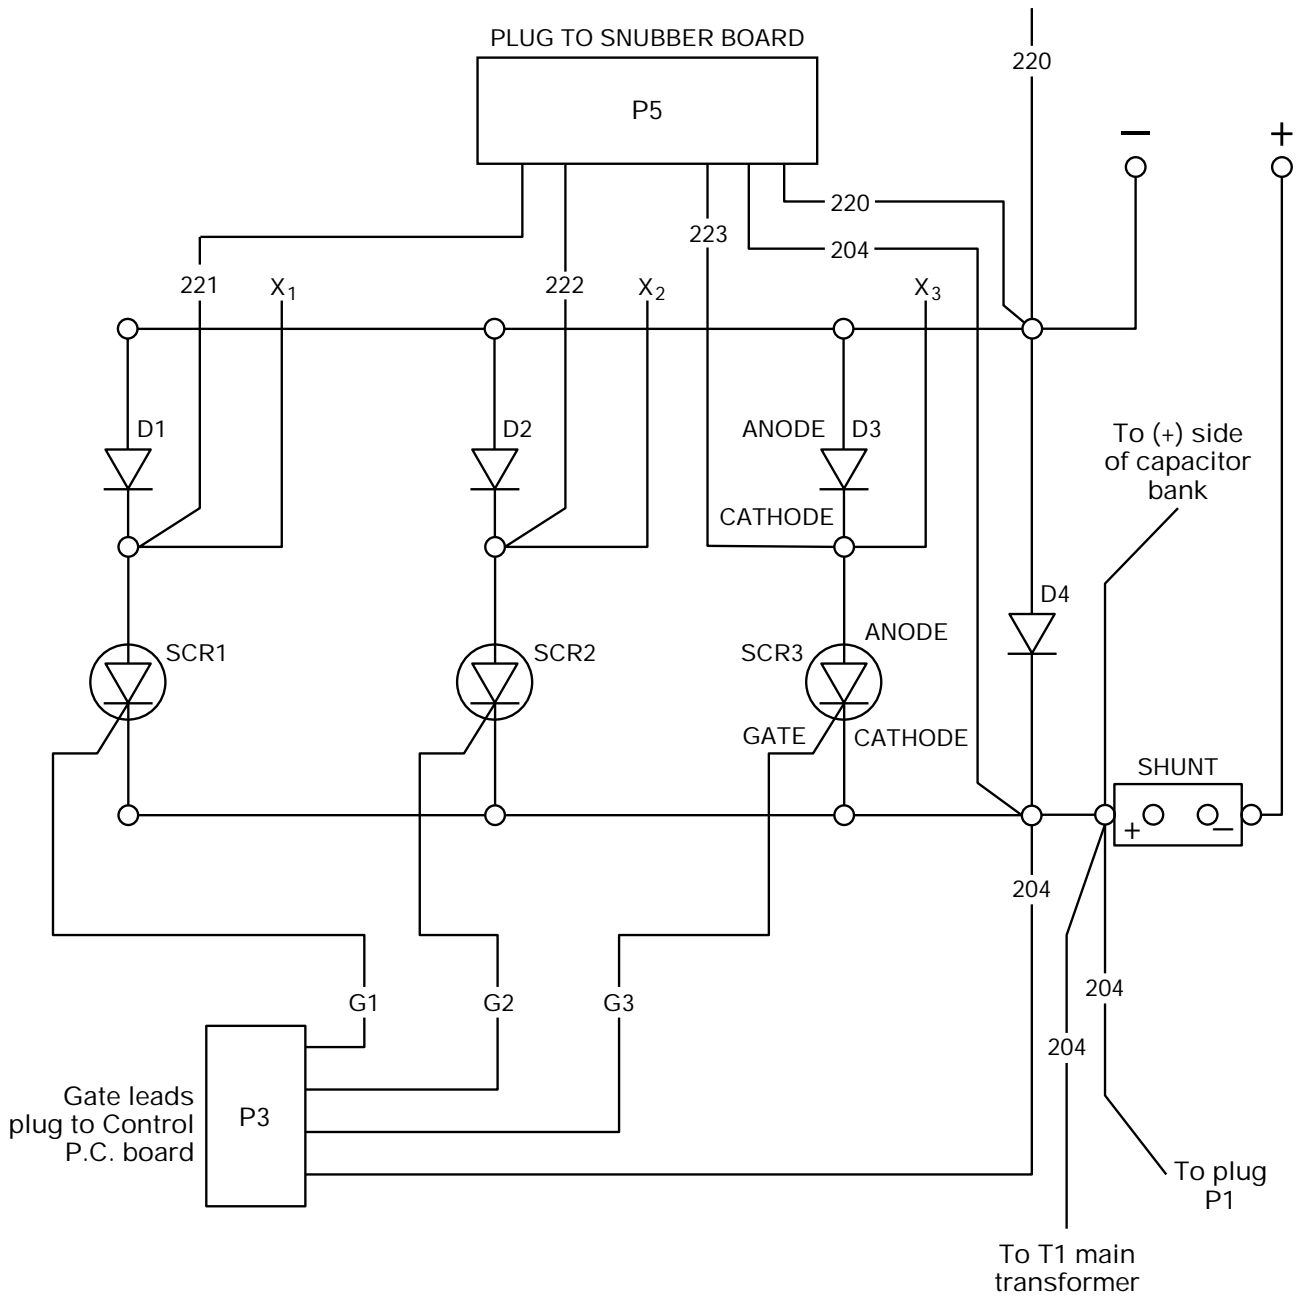 PLUG TO SNUBBER BOARD
P5
220
−
+
220
223
204
221
X1
222
X2
X3
D1
D2
ANODE D3
To (+) side
of capacitor
bank
CATHODE
D4
ANODE
SCR1
SCR2
SCR3
GATE
CATHODE
SHUNT
+
−
204
204
G1
G2
G3
204
Gate leads
plug to Control
P.C. board
P3
To plug
P1
To T1 main
transformer